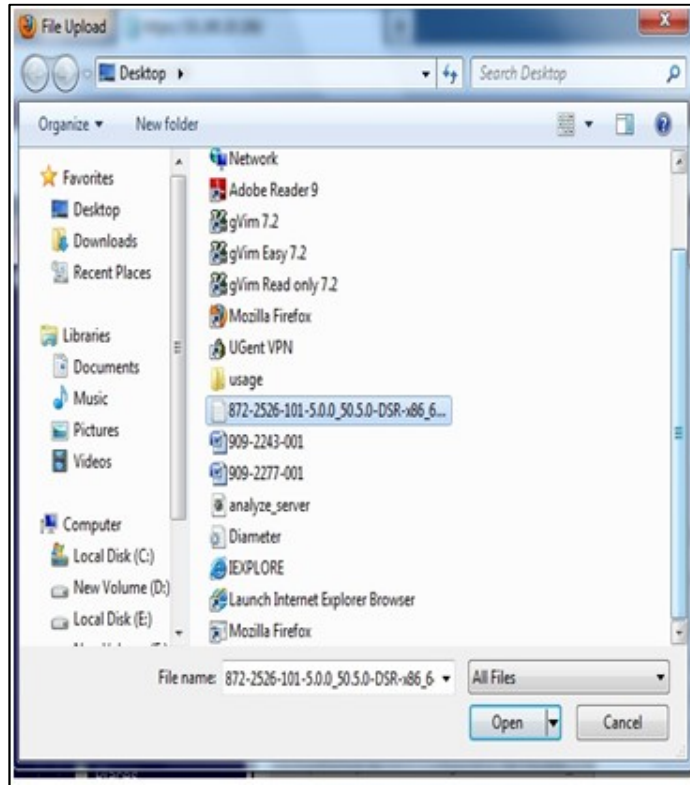 File Upload
Desktop
Search Desktop
Organize
New folder
Favorites
Desktop
Downloads
Recent Places
Libraries
Documents
Music
Pictures
Videos
Computer
Local Disk (C:)
New Volume (D:)
Local Disk (E:)
Network
Adobe Reader 9
gVim 7.2
gVim Easy 7.2
gVim Read only 7.2
Mozilla Firefox
UGent VPN
usage
872-2526-101-5.0.0_50.5.0-DSR-x86_6...
909-2243-001
909-2277-001
analyze_server
Diameter
IEXPLORE
Launch Internet Explorer Browser
Mozilla Firefox
File name: 872-2526-101-5.0.0_50.5.0-DSR-x86_6
All Files
Open
Cancel